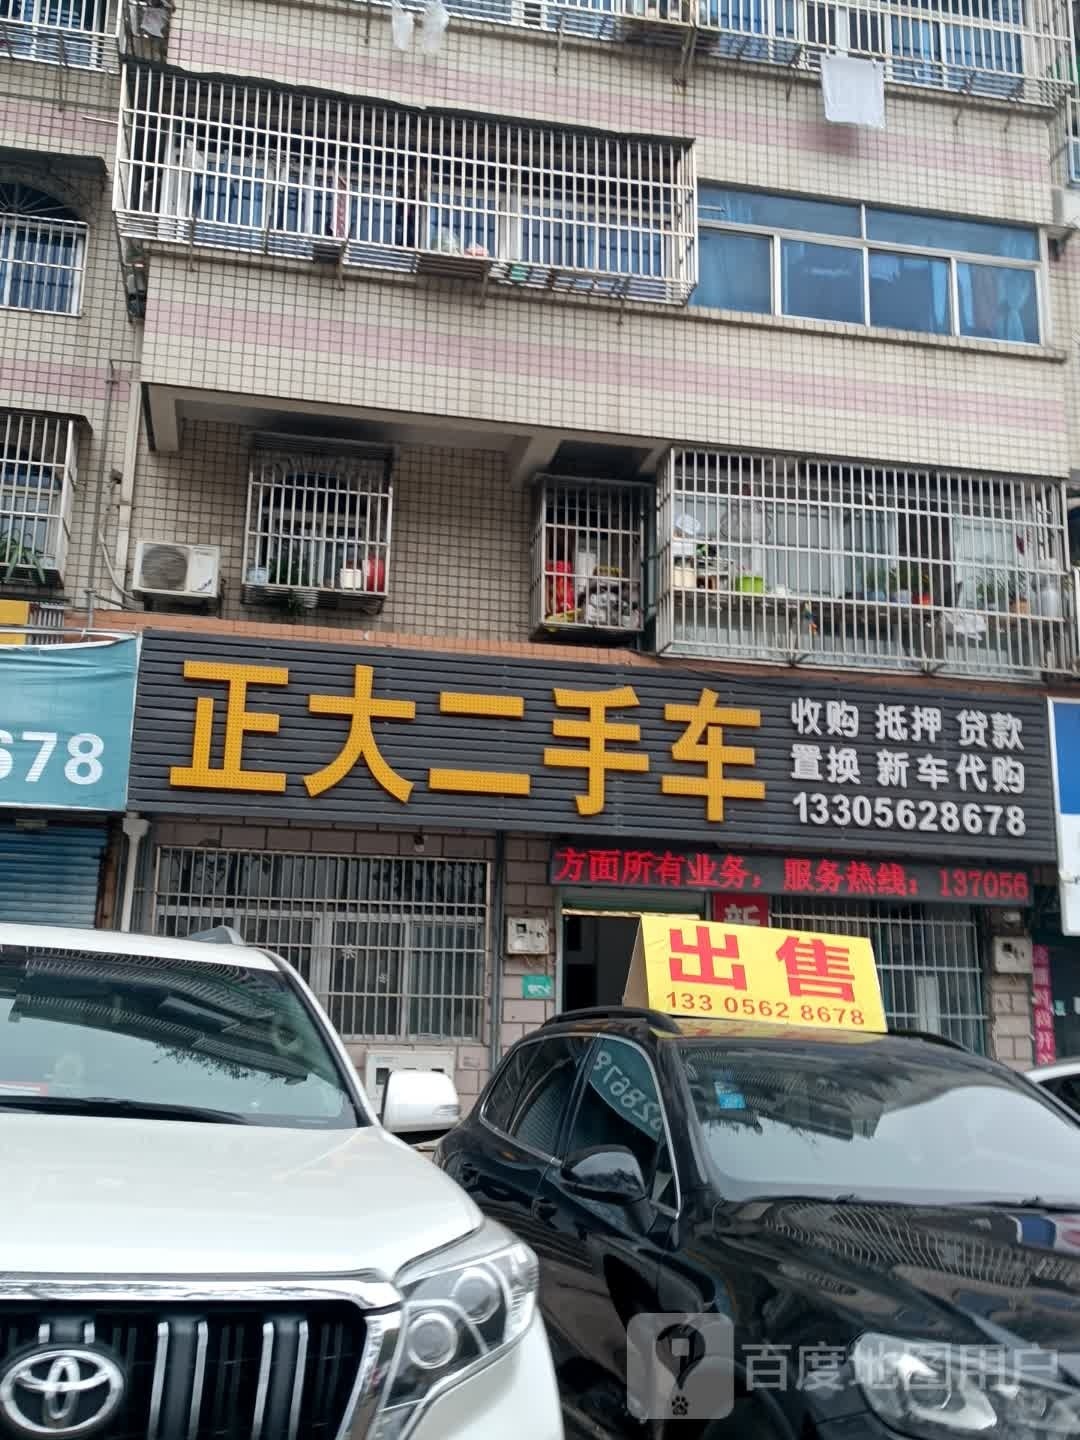 正大二手车
收购 抵押 贷款
置换 新车代购
13305628678
678
方面所有业务，服务热线：137056
新
出售
133 0562 8678
百度地图用户